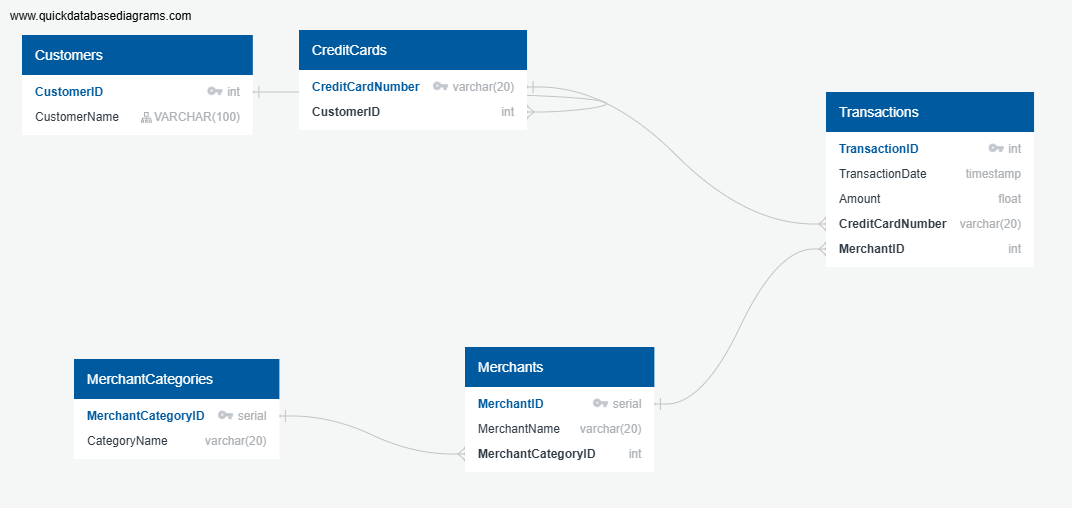 www.quickdatabasediagrams.com
Customers
CustomerID int
CustomerName VARCHAR(100)
CreditCards
CreditCardNumber varchar(20)
CustomerID int
Transactions
TransactionID int
TransactionDate timestamp
Amount float
CreditCardNumber varchar(20)
MerchantID int
MerchantCategories
MerchantCategoryID serial
CategoryName varchar(20)
Merchants
MerchantID serial
MerchantName varchar(20)
MerchantCategoryID int